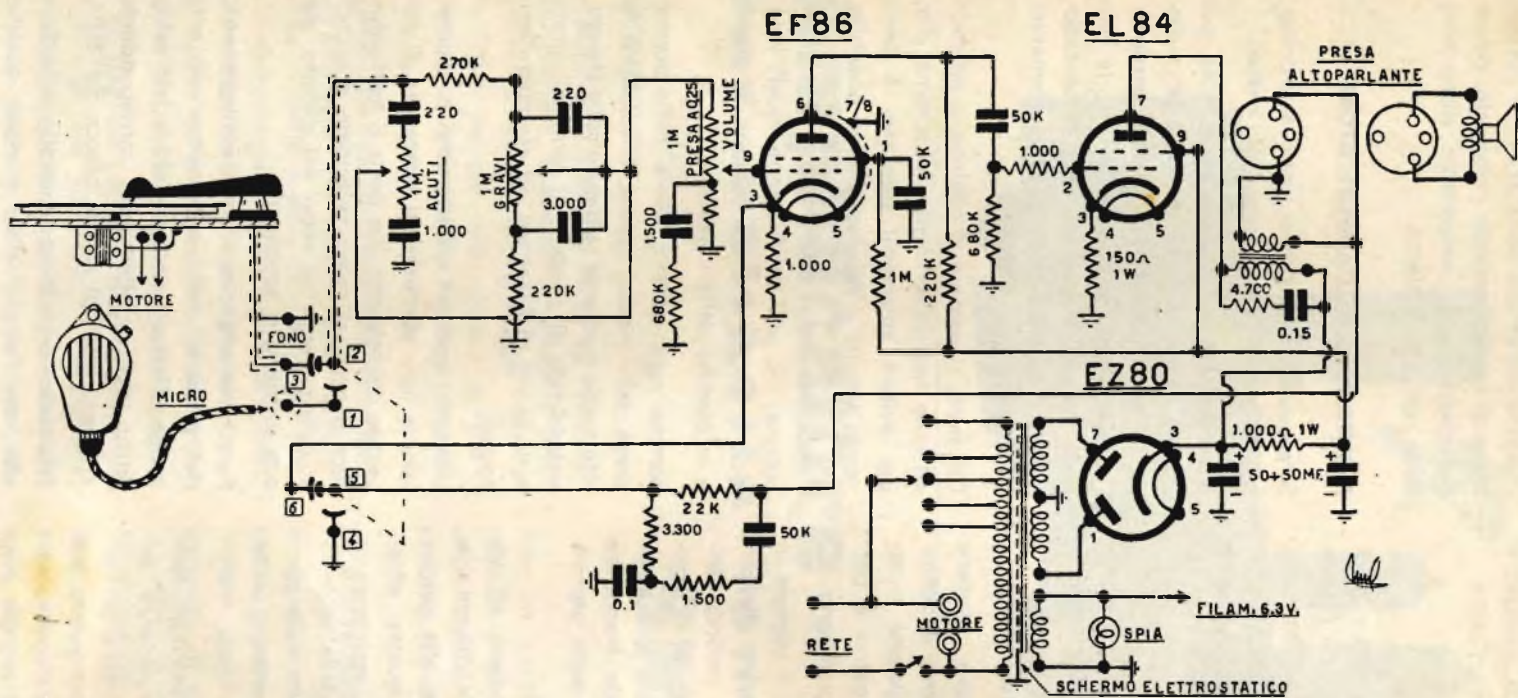 EF86
EL84
PRESA
ALTOPARLANTE
270K
220
220
1M.
ACUTI
1.000
1M
GRAVI
3.000
220K
1M
PRESA A 0,25
VOLUME
1.500
680K
6
7/8
1
9
3
4
5
50K
1.000
1M.
220K
50K
1.000
680K
7
9
2
3
4
5
150Ω
1W
4.7CC
0.15
MOTORE
FONO
2
3
MICRO
1
5
6
4
22K
3.300
50K
0.1
1.500
EZ80
7
3
4
5
1
1.000Ω 1W
+
+
50+50MF.
-
-
MOTORE
RETE
SPIA
FILAM. 6.3V.
SCHERMO ELETTROSTATICO